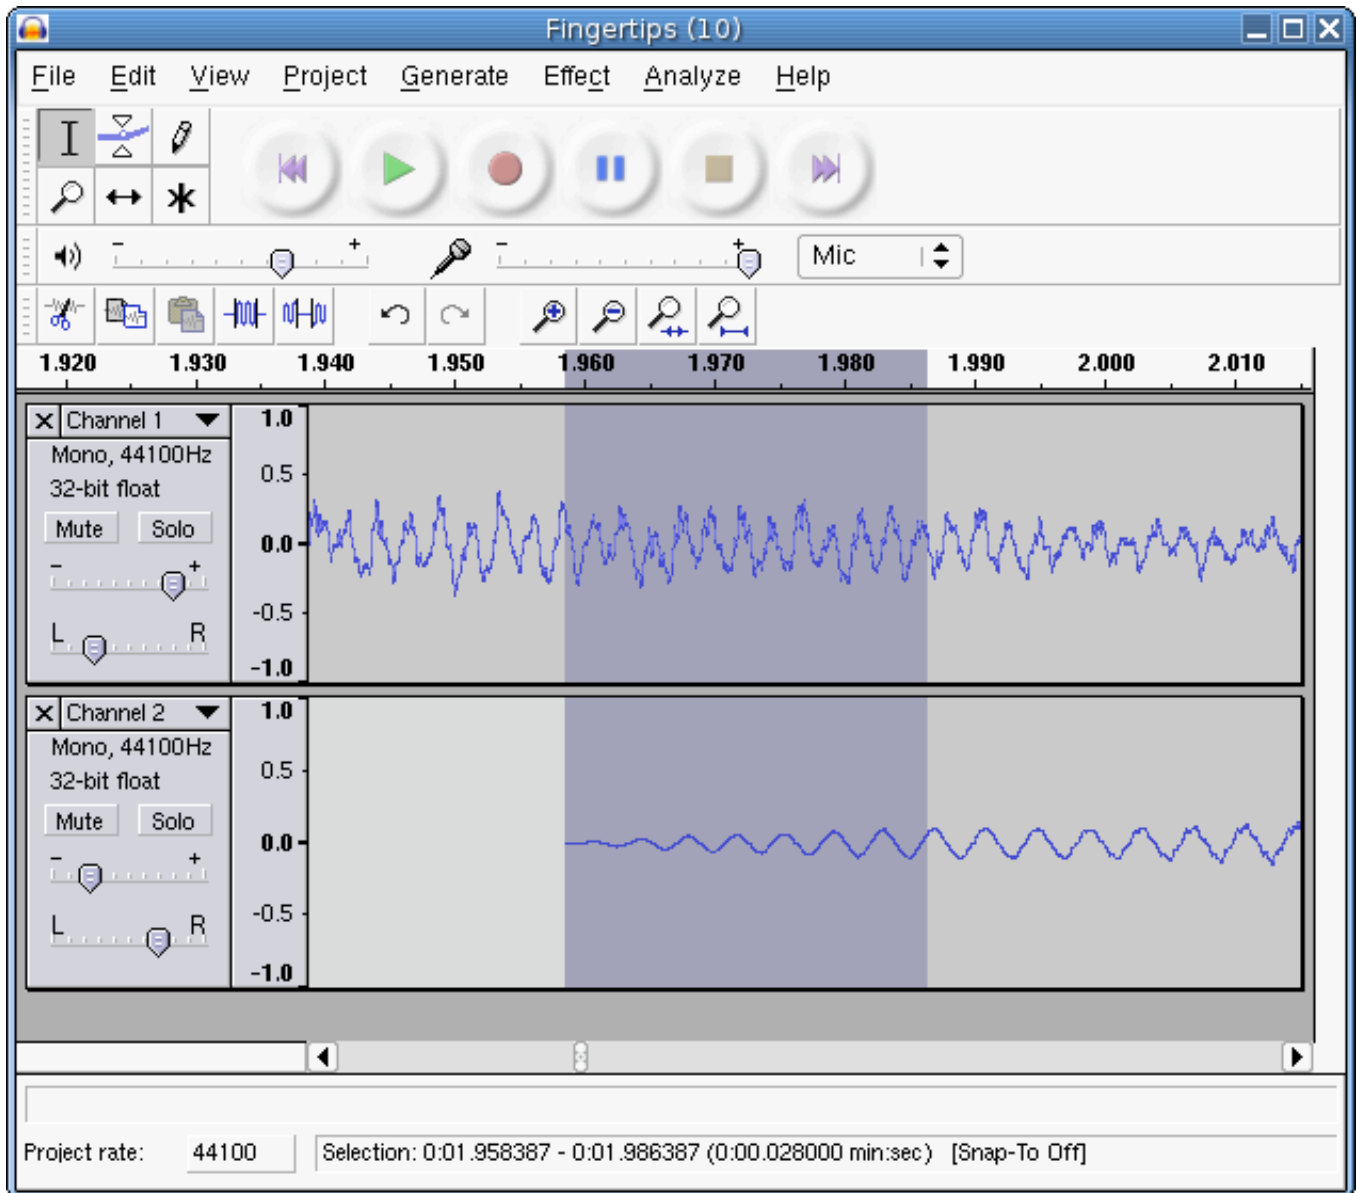 Fingertips (10)
File Edit View Project Generate Effect Analyze Help
- + - + Mic
1.920 1.930 1.940 1.950 1.960 1.970 1.980 1.990 2.000 2.010
Channel 1
Mono, 44100Hz
32-bit float
Mute Solo
- +
L R
1.0
0.5
0.0
-0.5
-1.0
Channel 2
Mono, 44100Hz
32-bit float
Mute Solo
- +
L R
1.0
0.5
0.0
-0.5
-1.0
Project rate: 44100 Selection: 0:01.958387 - 0:01.986387 (0:00.028000 min:sec) [Snap-To Off]